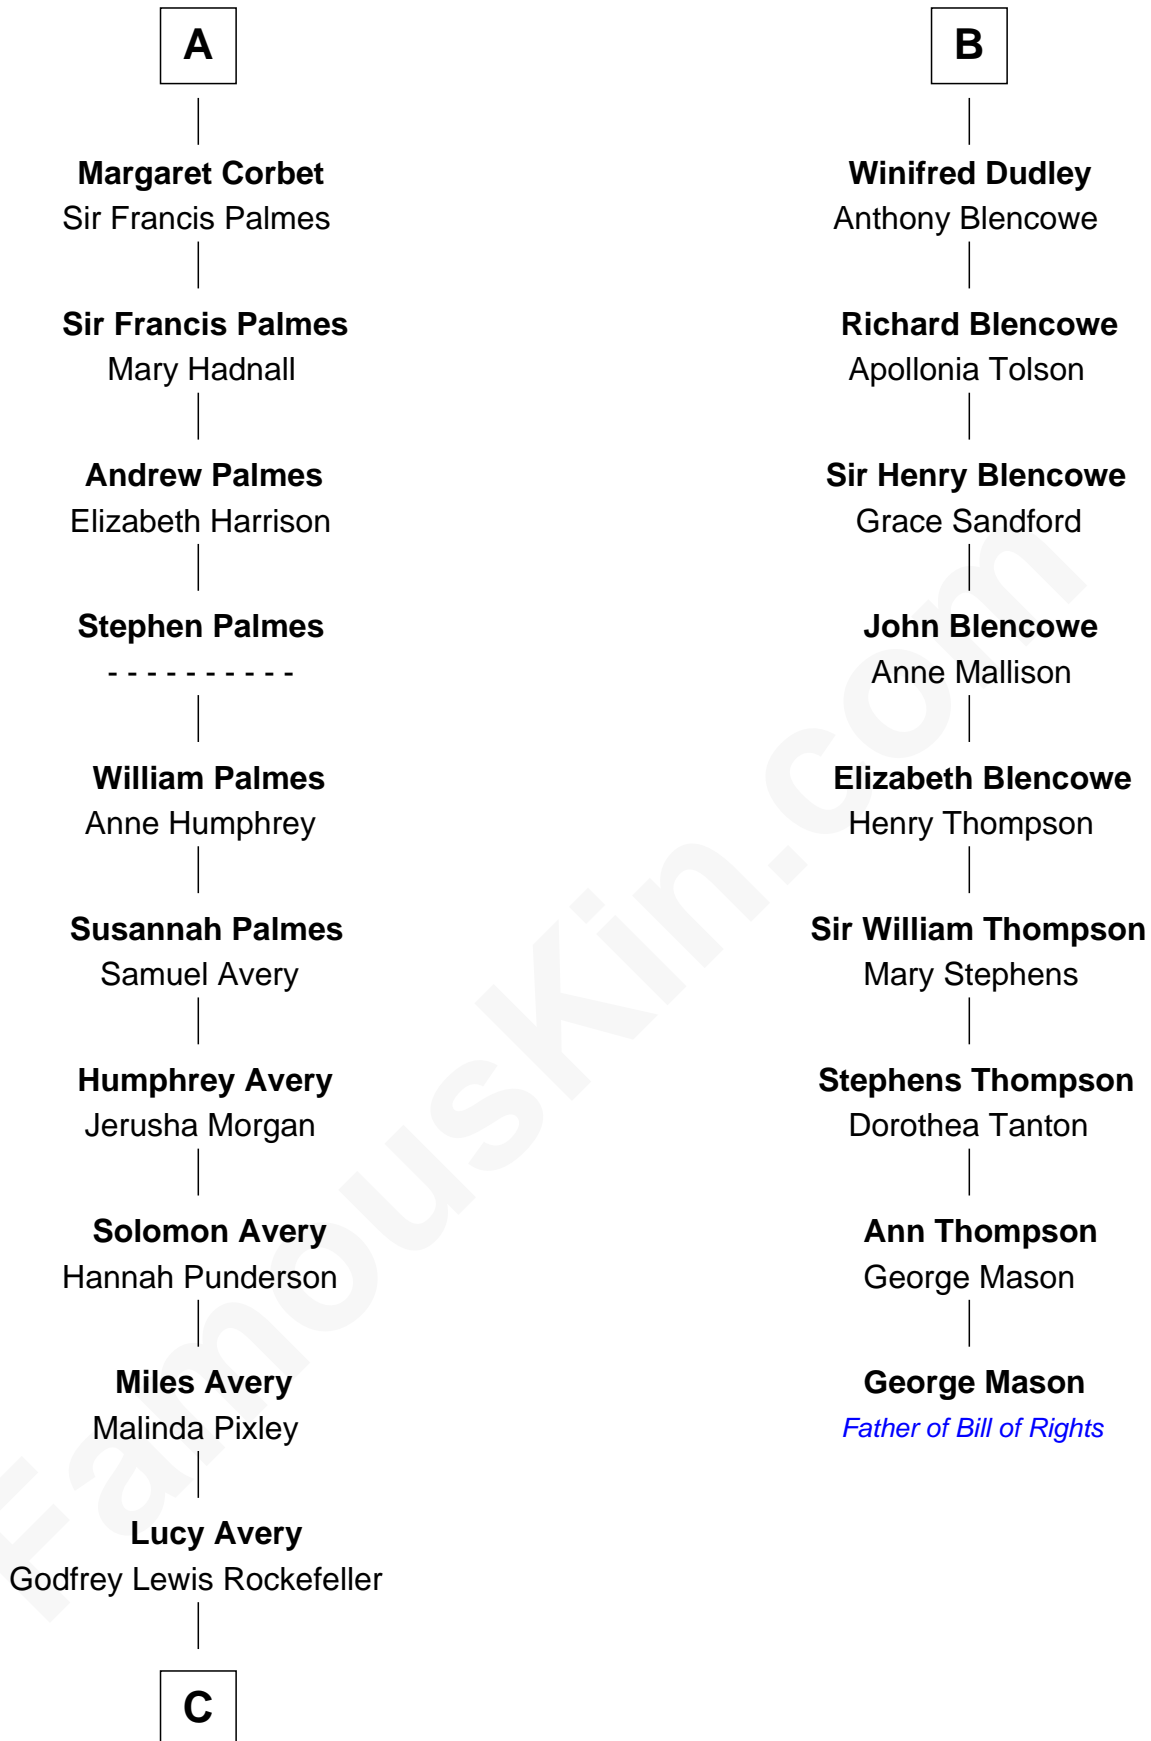 A
Margaret Corbet
Sir Francis Palmes
Sir Francis Palmes
Mary Hadnall
Andrew Palmes
Elizabeth Harrison
Stephen Palmes
- - - - - - - - - -
William Palmes
Anne Humphrey
Susannah Palmes
Samuel Avery
Humphrey Avery
Jerusha Morgan
Solomon Avery
Hannah Punderson
Miles Avery
Malinda Pixley
Lucy Avery
Godfrey Lewis Rockefeller
C
B
Winifred Dudley
Anthony Blencowe
Richard Blencowe
Apollonia Tolson
Sir Henry Blencowe
Grace Sandford
John Blencowe
Anne Mallison
Elizabeth Blencowe
Henry Thompson
Sir William Thompson
Mary Stephens
Stephens Thompson
Dorothea Tanton
Ann Thompson
George Mason
George Mason
Father of Bill of Rights
FamousKin.com